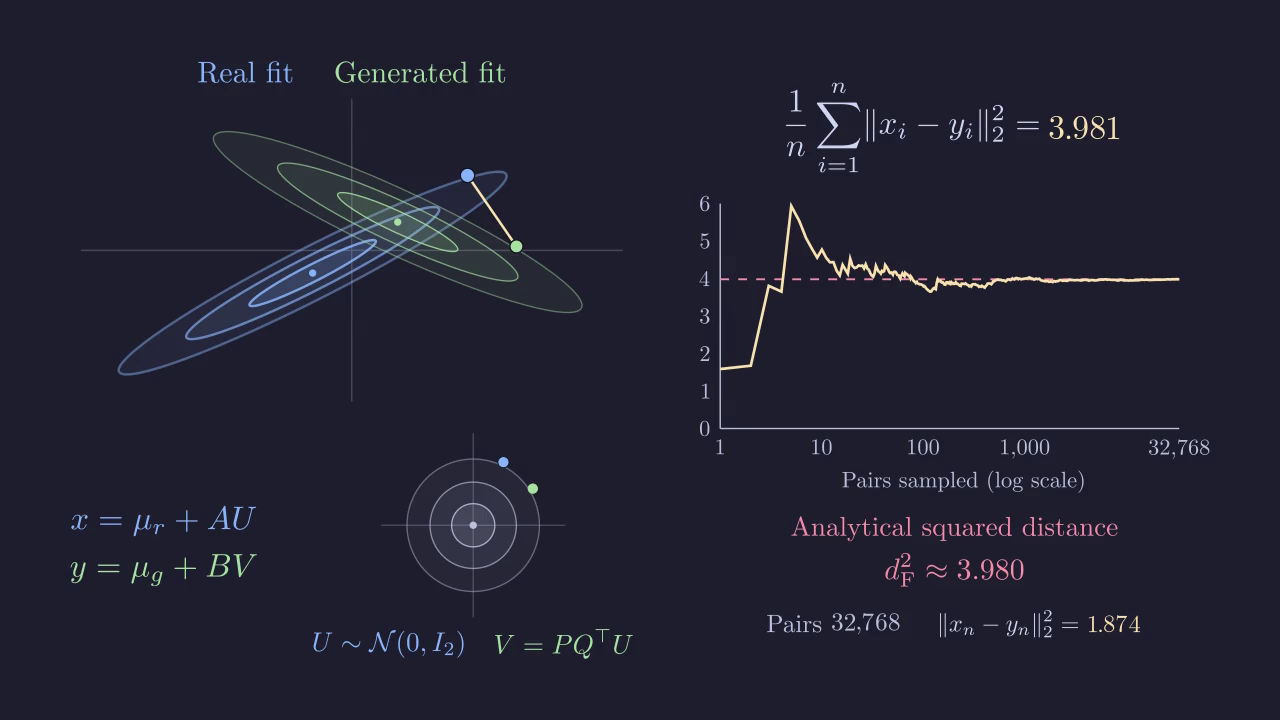 Real fit Generated fit
1/n ∑_{i=1}^{n} ‖x_i − y_i‖_2^2 = 3.981
6
5
4
3
2
1
0
1 10 100 1,000 32,768
Pairs sampled (log scale)
x = μ_r + AU
y = μ_g + BV
U ∼ 𝒩(0, I_2) V = PQ^⊤U
Analytical squared distance
d_F^2 ≈ 3.980
Pairs 32,768 ‖x_n − y_n‖_2^2 = 1.874